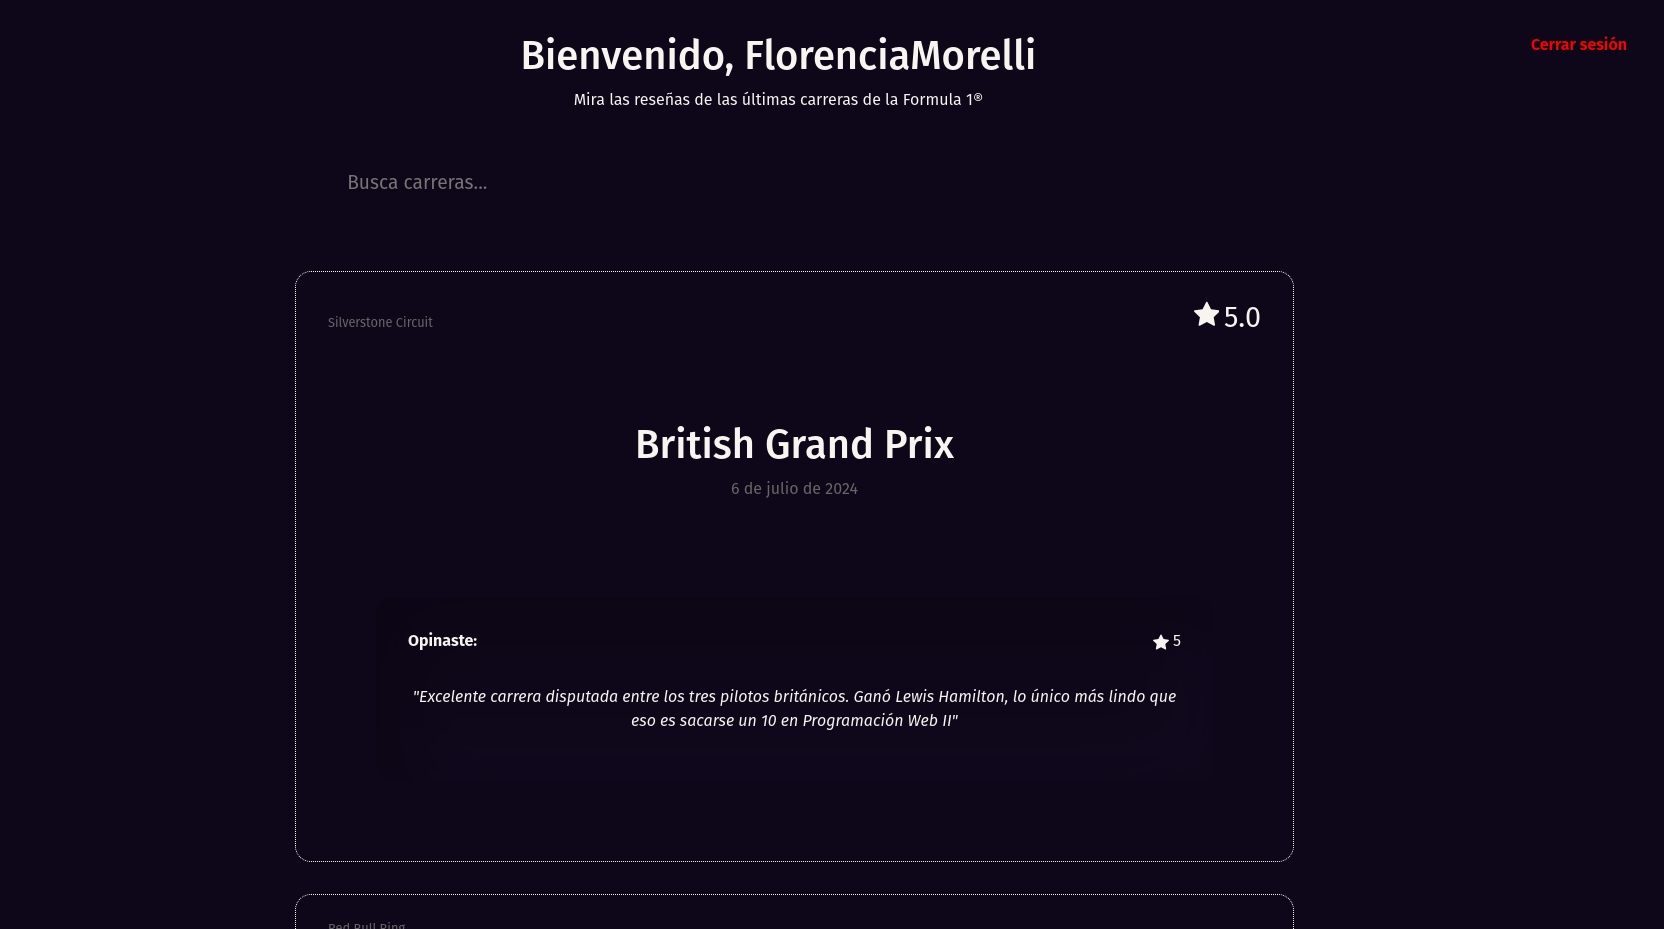 Bienvenido, FlorenciaMorelli
Cerrar sesión
Mira las reseñas de las últimas carreras de la Formula 1®
Busca carreras...
Silverstone Circuit
5.0
British Grand Prix
6 de julio de 2024
Opinaste:
5
"Excelente carrera disputada entre los tres pilotos británicos. Ganó Lewis Hamilton, lo único más lindo que
eso es sacarse un 10 en Programación Web II"
Red Bull Ring